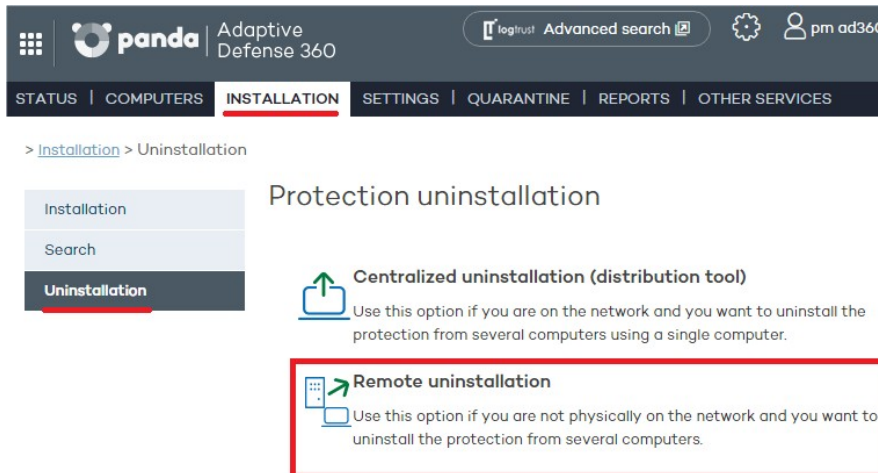 panda
Adaptive
Defense 360
logtrust Advanced search
pm ad360
STATUS | COMPUTERS INSTALLATION SETTINGS | QUARANTINE | REPORTS | OTHER SERVICES
> Installation > Uninstallation
Installation
Search
Uninstallation
Protection uninstallation
Centralized uninstallation (distribution tool)
Use this option if you are on the network and you want to uninstall the
protection from several computers using a single computer.
Remote uninstallation
Use this option if you are not physically on the network and you want to
uninstall the protection from several computers.